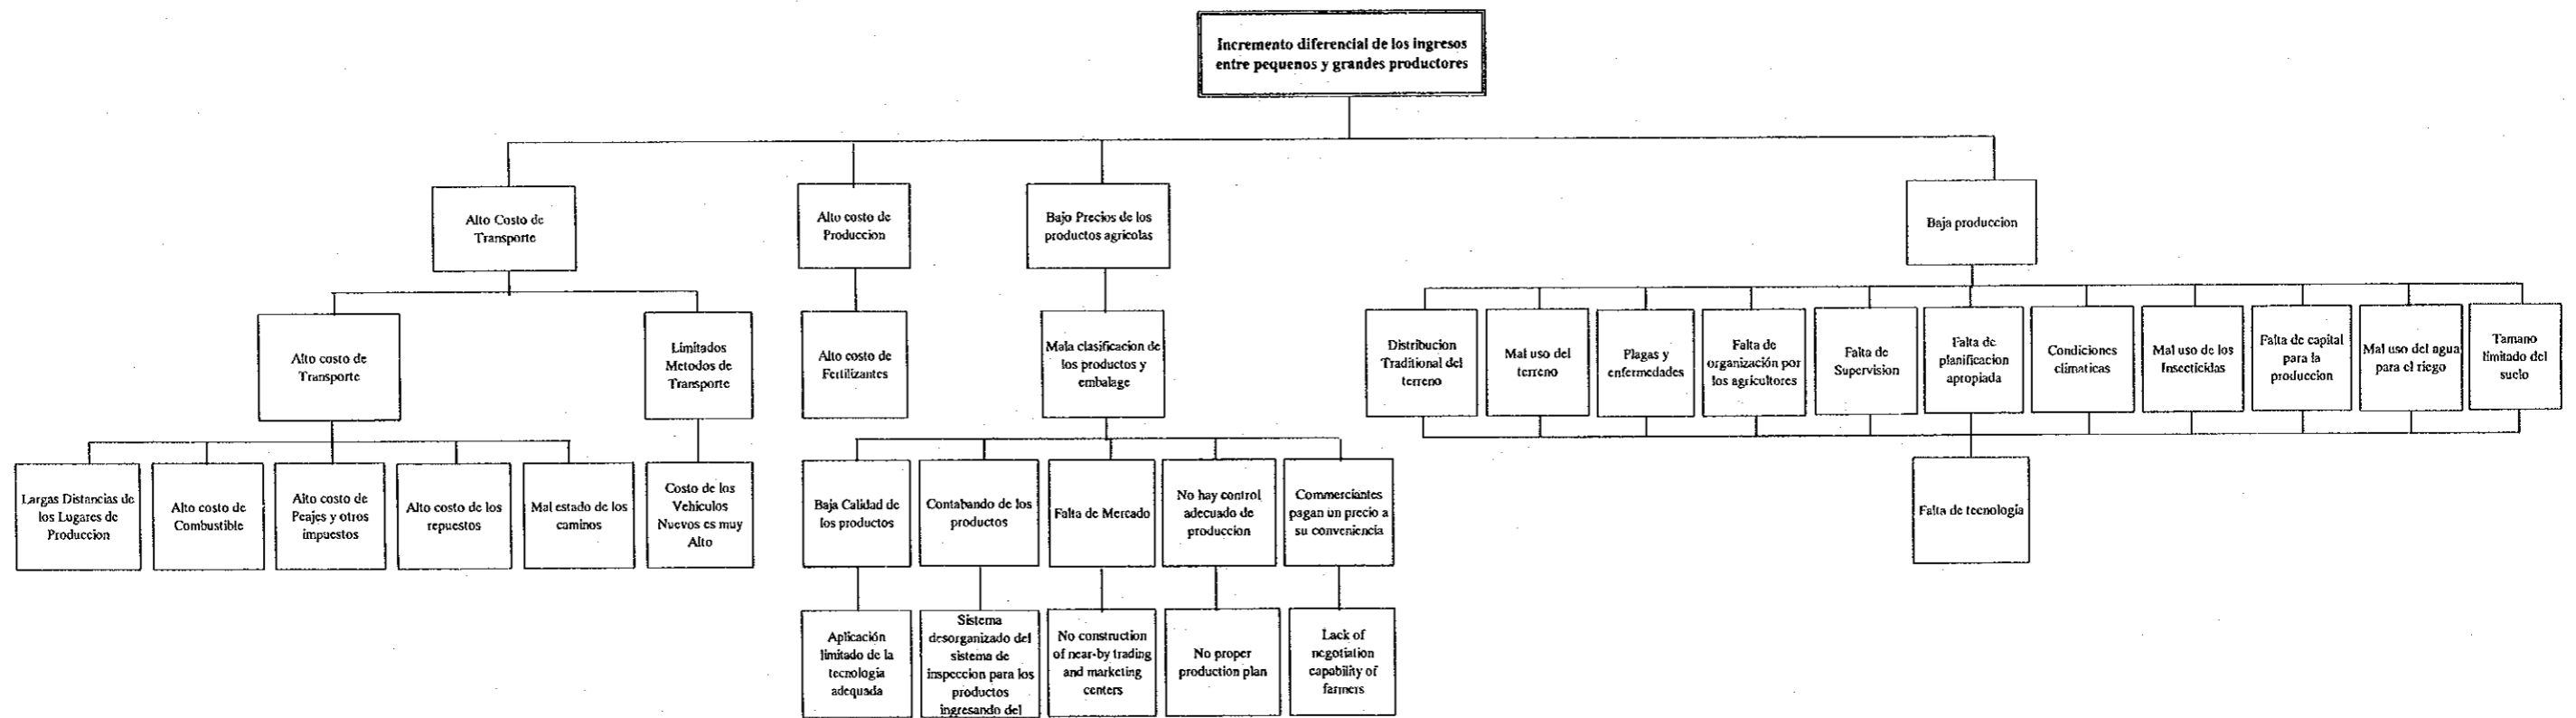 Incremento diferencial de los ingresos
entre pequenos y grandes productores
Alto Costo de
Transporte
Alto costo de
Produccion
Bajo Precios de los
productos agricolas
Baja produccion
Alto costo de
Transporte
Limitados
Metodos de
Transporte
Alto costo de
Fertilizantes
Mala clasificacion de
los productos y
embalage
Distribucion
Traditional del
terreno
Mal uso del
terreno
Plagas y
enfermedades
Falta de
organización por
los agricultores
Falta de
Supervision
Falta de
planificacion
apropiada
Condiciones
climaticas
Mal uso de los
Insecticidas
Falta de capital
para la
produccion
Mal uso del agua
para el riego
Tamano
limitado del
suelo
Largas Distancias de
los Lugares de
Produccion
Alto costo de
Combustible
Alto costo de
Peajes y otros
impuestos
Alto costo de los
repuestos
Mal estado de los
caminos
Costo de los
Vehiculos
Nuevos es muy
Alto
Baja Calidad de
los productos
Contabando de los
productos
Falta de Mercado
No hay control
adecuado de
produccion
Commerciantes
pagan un precio a
su conveniencia
Falta de tecnologia
Aplicación
limitado de la
tecnologia
adequada
Sistema
desorganizado del
sistema de
inspeccion para los
productos
ingresando del
No construction
of near-by trading
and marketing
centers
No proper
production plan
Lack of
negotiation
capability of
farmers